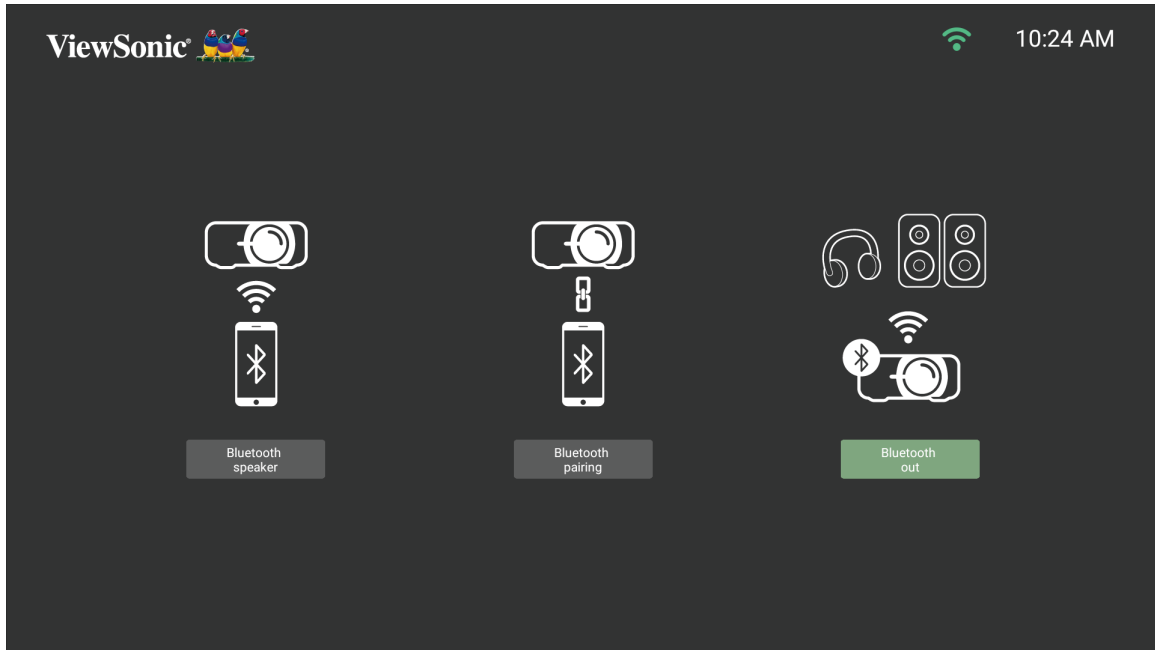 ViewSonic®
10:24 AM
Bluetooth
speaker
Bluetooth
pairing
Bluetooth
out